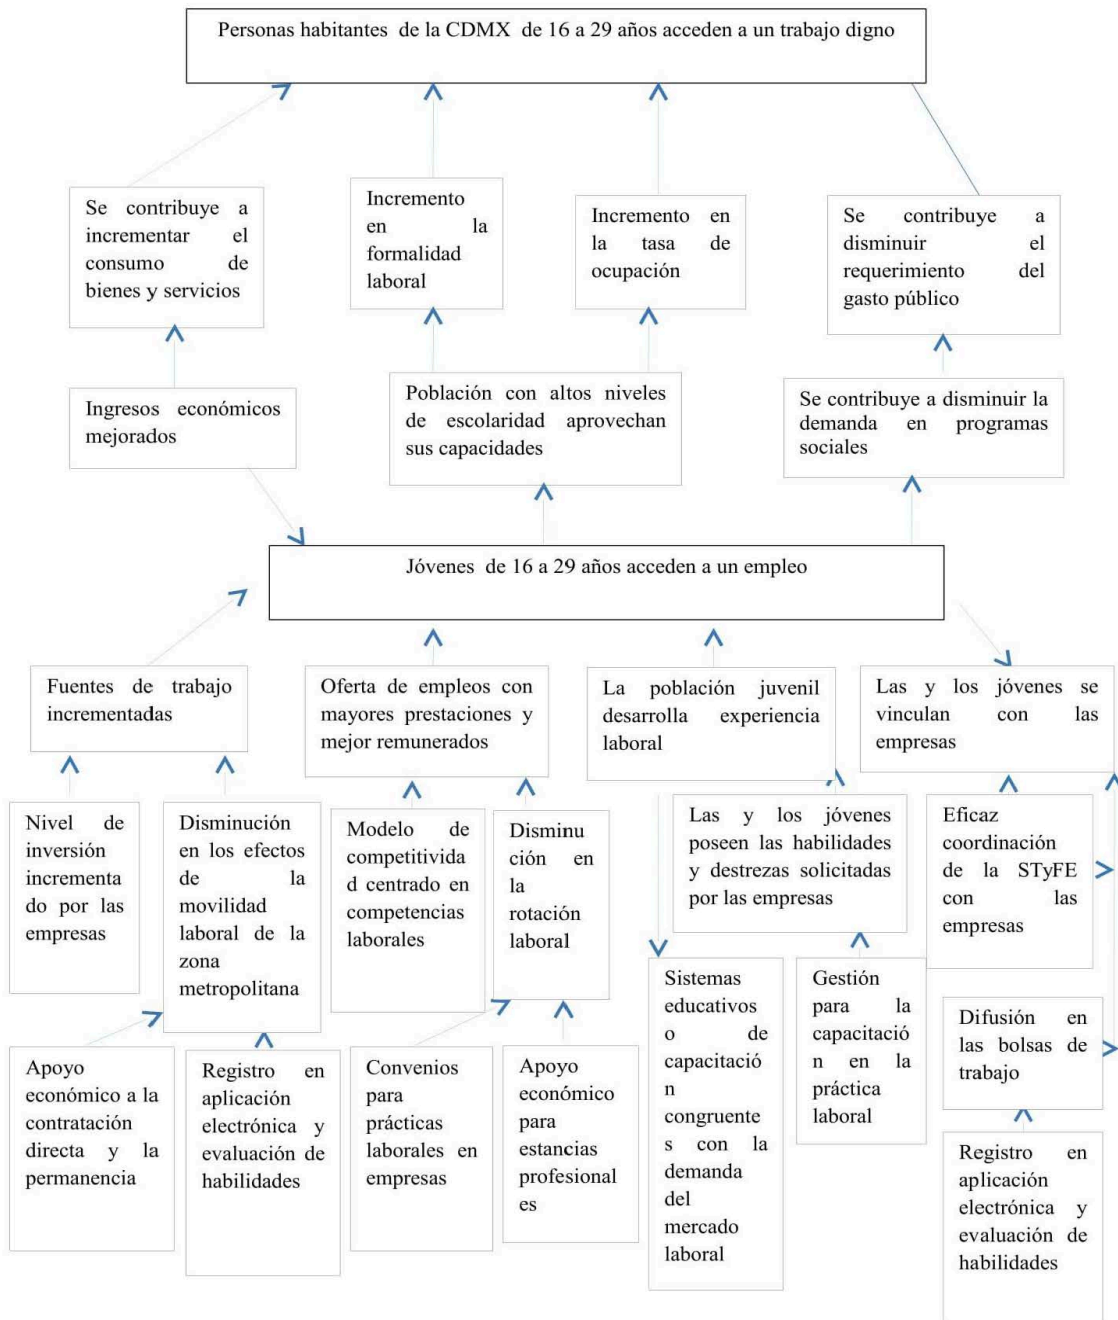 Personas habitantes de la CDMX de 16 a 29 años acceden a un trabajo digno
Se contribuye a
incrementar el
consumo de
bienes y servicios
Incremento
en la
formalidad
laboral
Incremento en
la tasa de
ocupación
Se contribuye a
disminuir el
requerimiento del
gasto público
Ingresos económicos
mejorados
Población con altos niveles
de escolaridad aprovechan
sus capacidades
Se contribuye a disminuir la
demanda en programas
sociales
Jóvenes de 16 a 29 años acceden a un empleo
Fuentes de trabajo
incrementadas
Oferta de empleos con
mayores prestaciones y
mejor remunerados
La población juvenil
desarrolla experiencia
laboral
Las y los jóvenes se
vinculan con las
empresas
Nivel de
inversión
incrementa
do por las
empresas
Disminución
en los efectos
de la
movilidad
laboral de la
zona
metropolitana
Modelo de
competitivida
d centrado en
competencias
laborales
Disminu
ción en
la
rotación
laboral
Las y los jóvenes
poseen las habilidades
y destrezas solicitadas
por las empresas
Eficaz
coordinación
de la STyFE
con las
empresas
Apoyo
económico a la
contratación
directa y la
permanencia
Registro en
aplicación
electrónica y
evaluación de
habilidades
Convenios
para
prácticas
laborales en
empresas
Apoyo
económico
para
estancias
profesional
es
Sistemas
educativos
o de
capacitació
n
congruente
s con la
demanda
del
mercado
laboral
Gestión
para la
capacitació
n en la
práctica
laboral
Difusión en
las bolsas de
trabajo
Registro en
aplicación
electrónica y
evaluación de
habilidades